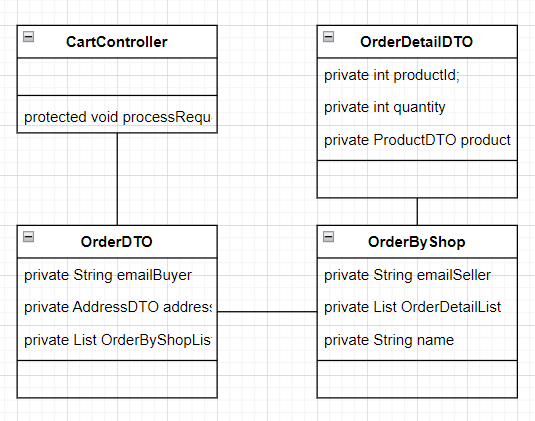 CartController
protected void processRequ
OrderDetailDTO
private int productId;
private int quantity
private ProductDTO product
OrderDTO
private String emailBuyer
private AddressDTO address
private List OrderByShopLis
OrderByShop
private String emailSeller
private List OrderDetailList
private String name